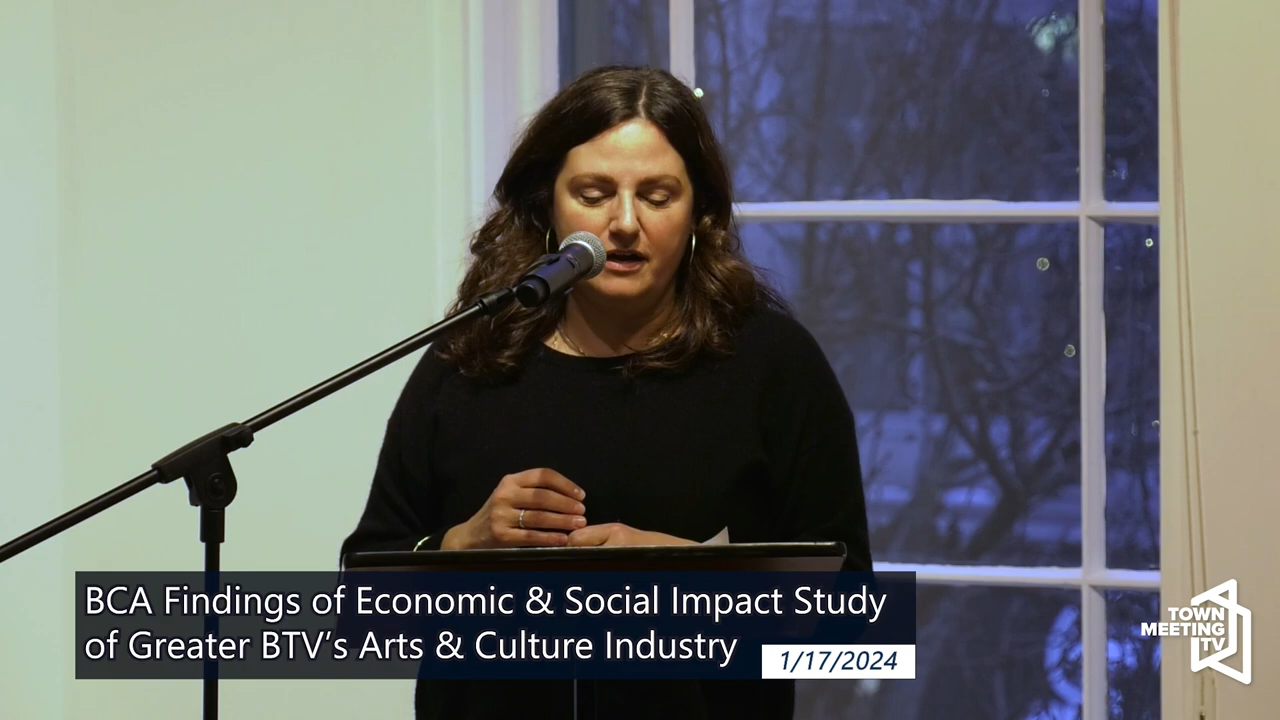 BCA Findings of Economic & Social Impact Study
of Greater BTV's Arts & Culture Industry
1/17/2024
TOWN
MEETING
TV